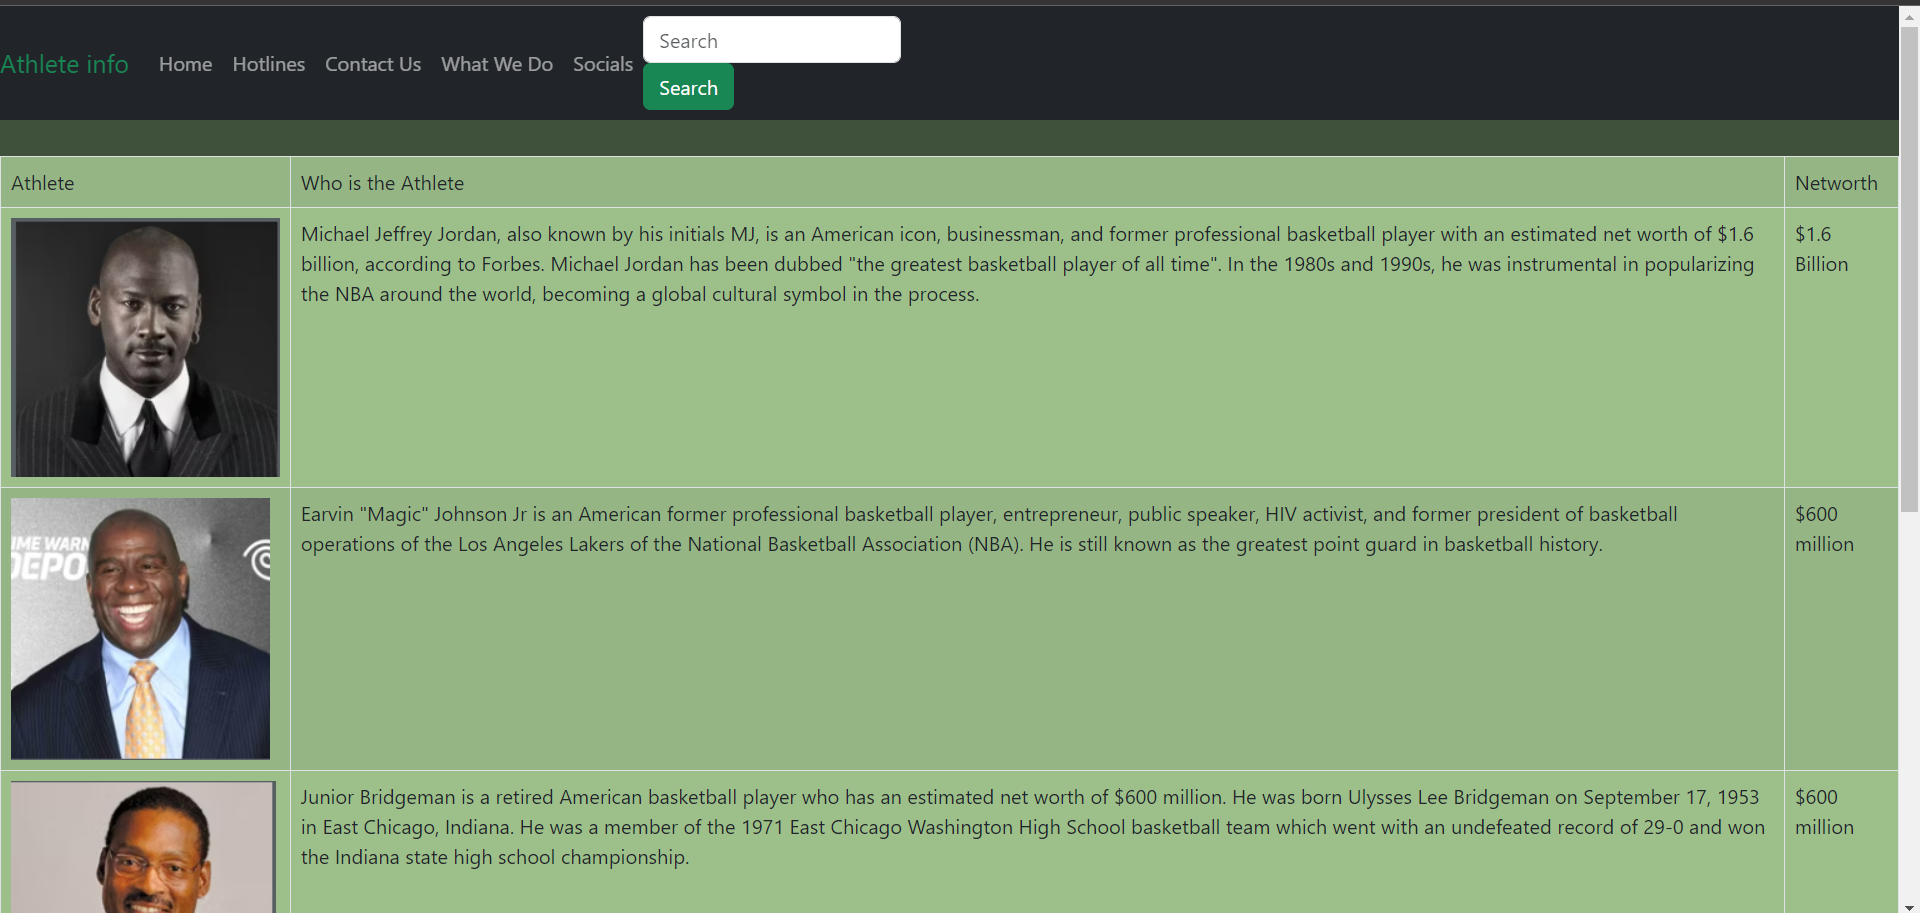 Athlete info
Home
Hotlines
Contact Us
What We Do
Socials
Search
Search
Athlete
Who is the Athlete
Networth
Michael Jeffrey Jordan, also known by his initials MJ, is an American icon, businessman, and former professional basketball player with an estimated net worth of $1.6
billion, according to Forbes. Michael Jordan has been dubbed "the greatest basketball player of all time". In the 1980s and 1990s, he was instrumental in popularizing
the NBA around the world, becoming a global cultural symbol in the process.
$1.6
Billion
DEPO
Earvin "Magic" Johnson Jr is an American former professional basketball player, entrepreneur, public speaker, HIV activist, and former president of basketball
operations of the Los Angeles Lakers of the National Basketball Association (NBA). He is still known as the greatest point guard in basketball history.
$600
million
Junior Bridgeman is a retired American basketball player who has an estimated net worth of $600 million. He was born Ulysses Lee Bridgeman on September 17, 1953
in East Chicago, Indiana. He was a member of the 1971 East Chicago Washington High School basketball team which went with an undefeated record of 29-0 and won
the Indiana state high school championship.
$600
million